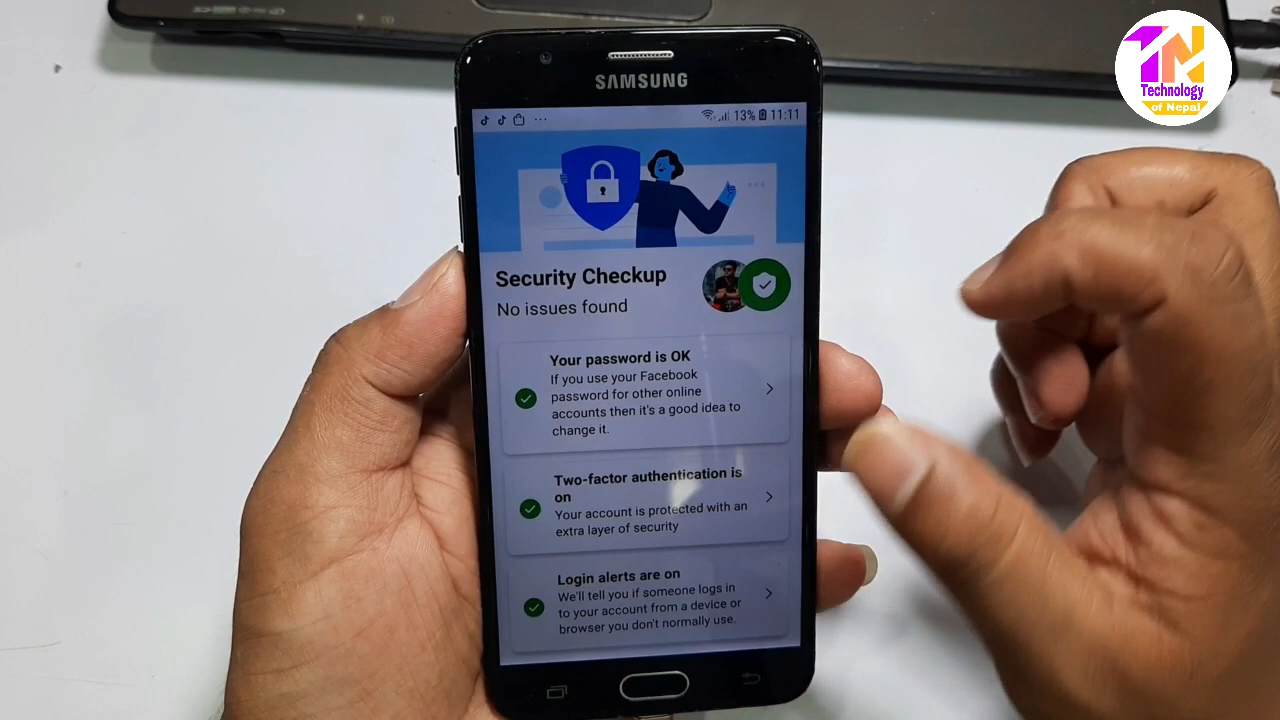 TN
Technology
of Nepal
SAMSUNG
13% 11:11
Security Checkup
No issues found
Your password is OK
If you use your Facebook
password for other online
accounts then it's a good idea to
change it.
Two-factor authentication is
on
Your account is protected with an
extra layer of security
Login alerts are on
We'll tell you if someone logs in
to your account from a device or
browser you don't normally use.